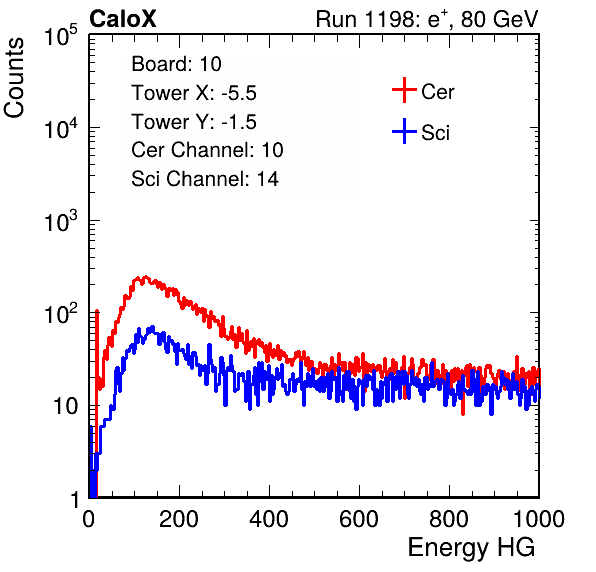 CaloX Run 1198: e⁺, 80 GeV
Counts
10⁵
10⁴
10³
10²
10
1
Board: 10
Tower X: -5.5
Tower Y: -1.5
Cer Channel: 10
Sci Channel: 14
Cer
Sci
0 200 400 600 800 1000
Energy HG